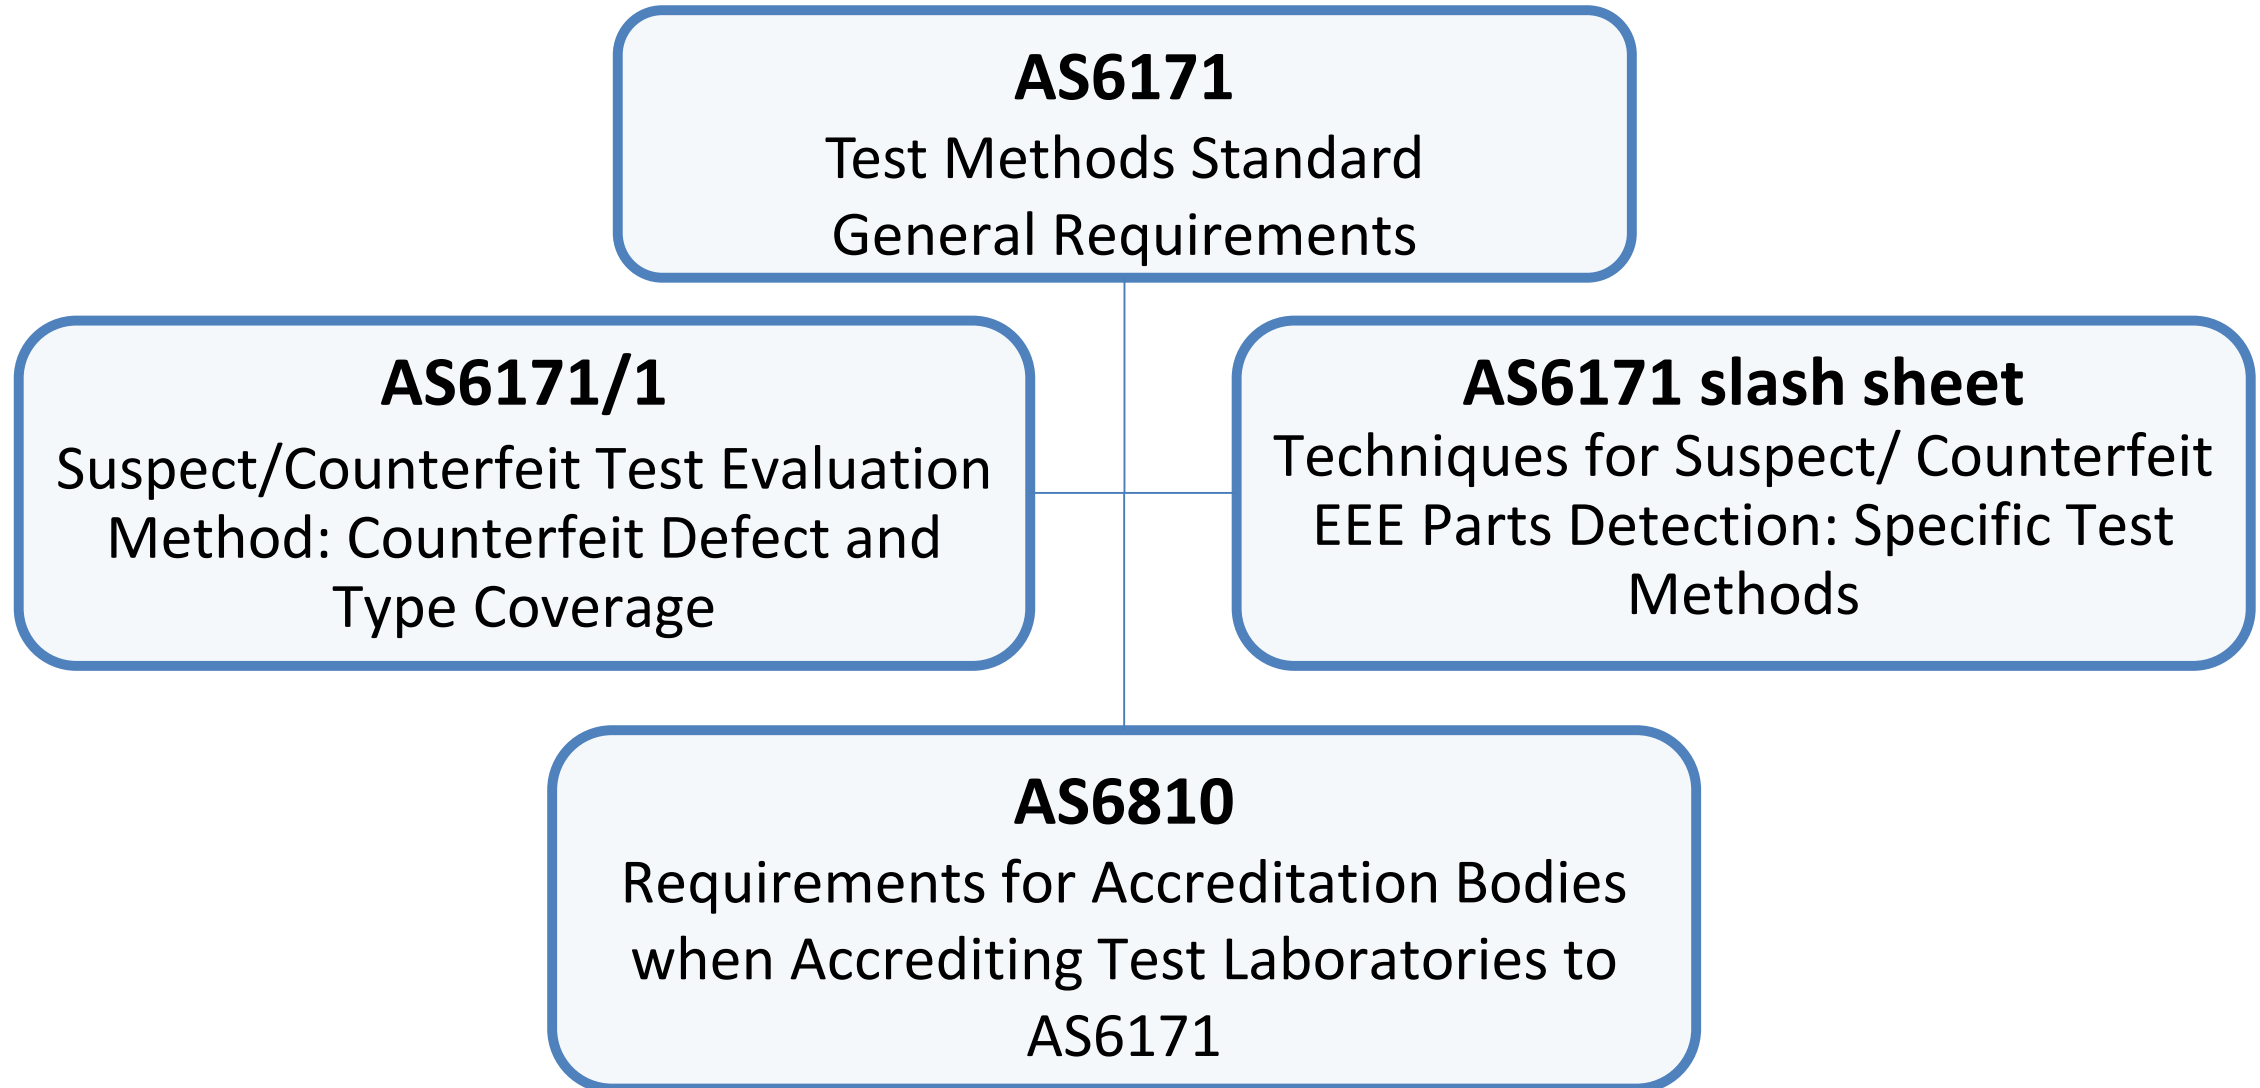 AS6171
Test Methods Standard
General Requirements
AS6171/1
Suspect/Counterfeit Test Evaluation
Method: Counterfeit Defect and
Type Coverage
AS6171 slash sheet
Techniques for Suspect/ Counterfeit
EEE Parts Detection: Specific Test
Methods
AS6810
Requirements for Accreditation Bodies
when Accrediting Test Laboratories to
AS6171